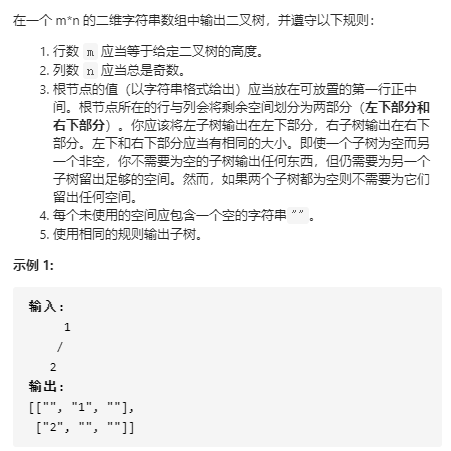 在一个 m*n 的二维字符串数组中输出二叉树，并遵守以下规则：
1. 行数 m 应当等于给定二叉树的高度。
2. 列数 n 应当总是奇数。
3. 根节点的值（以字符串格式给出）应当放在可放置的第一行正中
间。根节点所在的行与列会将剩余空间划分为两部分（左下部分和
右下部分）。你应该将左子树输出在左下部分，右子树输出在右下
部分。左下和右下部分应当有相同的大小。即使一个子树为空而另
一个非空，你不需要为空的子树输出任何东西，但仍需要为另一个
子树留出足够的空间。然而，如果两个子树都为空则不需要为它们
留出任何空间。
4. 每个未使用的空间应包含一个空的字符串""。
5. 使用相同的规则输出子树。
示例 1:
输入:
1
/
2
输出:
[["", "1", ""],
["2", "", ""]]